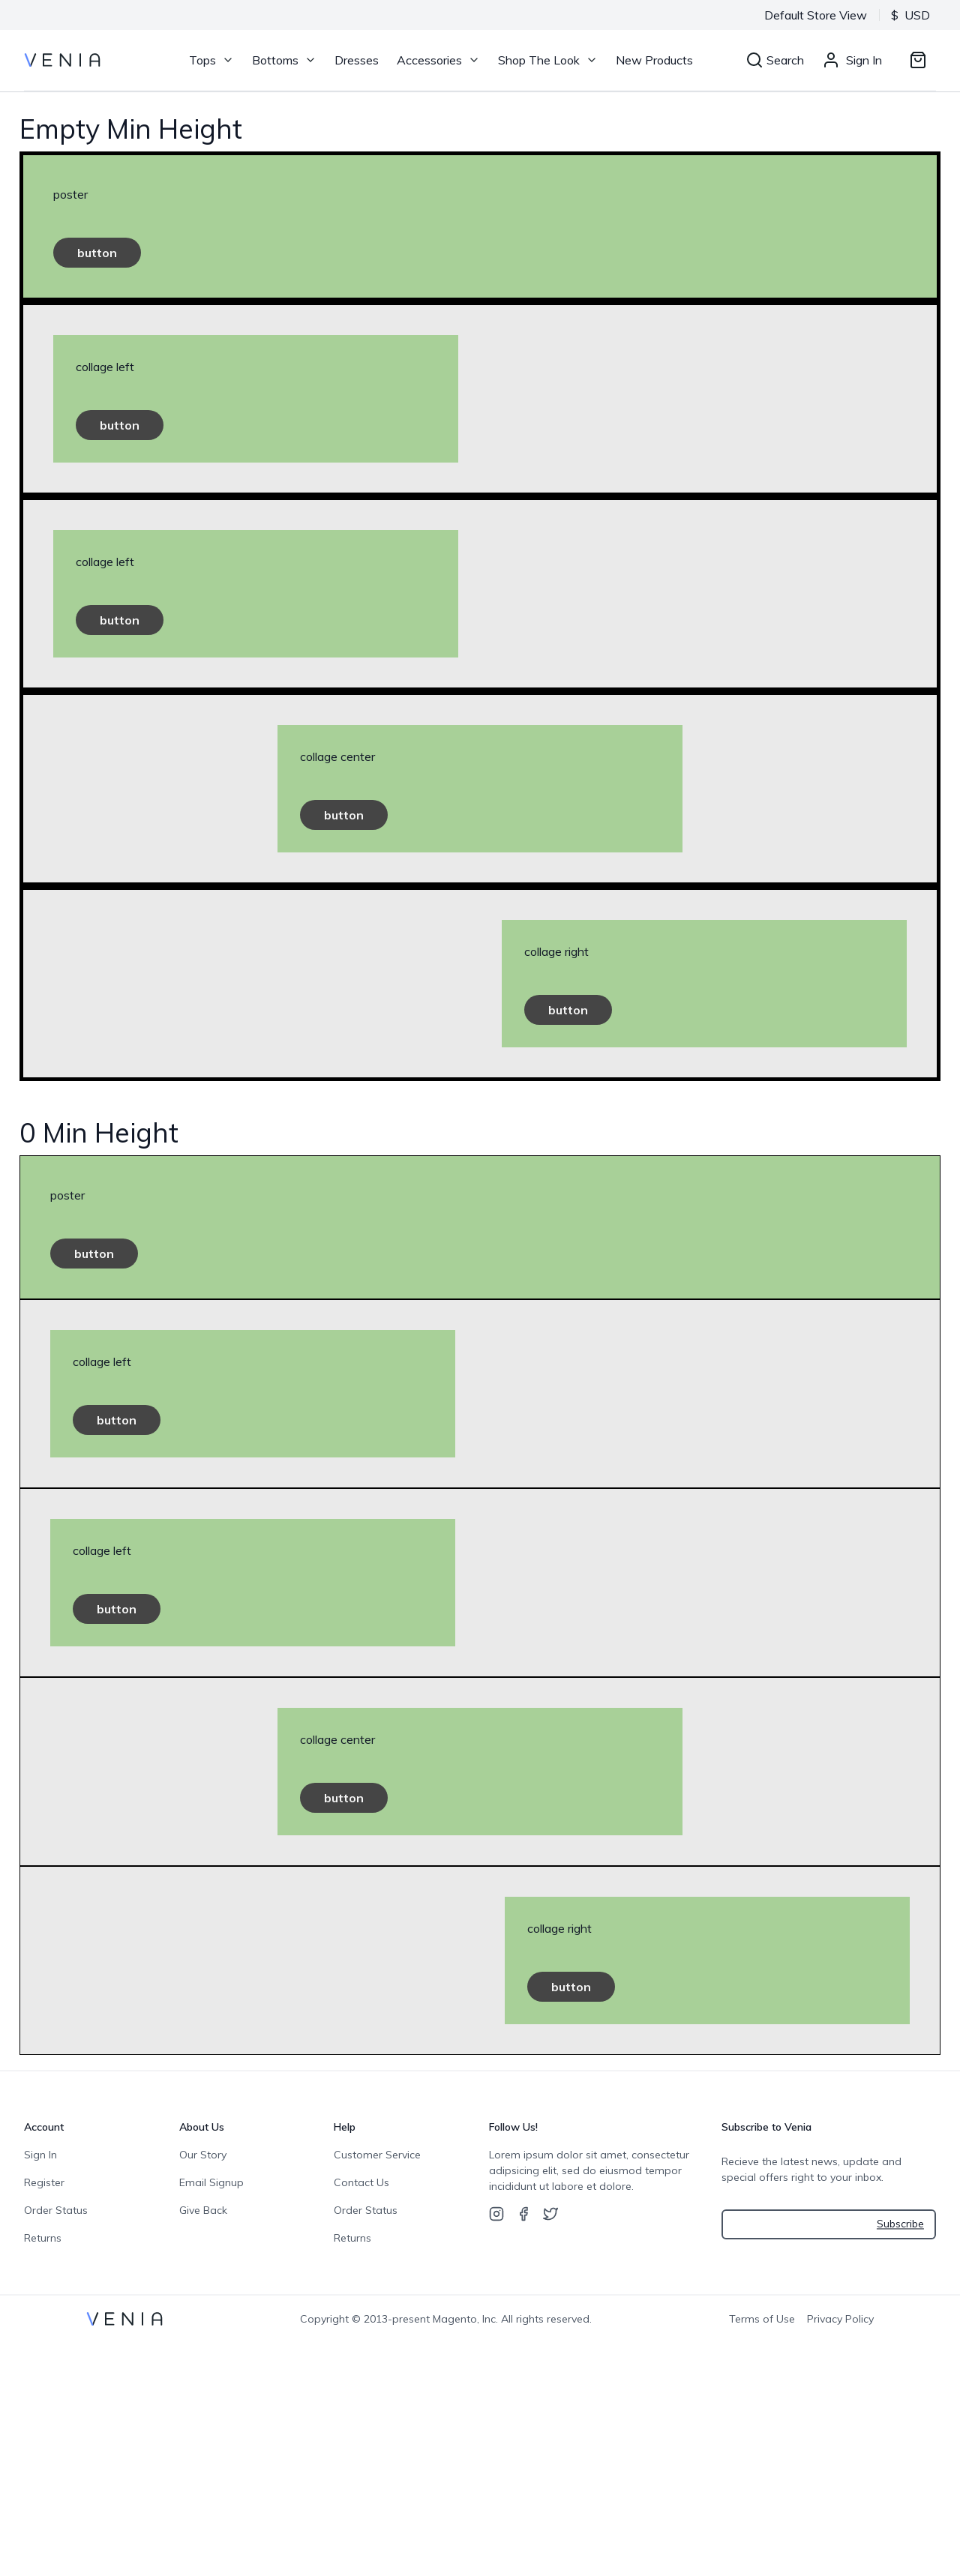 Default Store View $ USD
VENIA Tops Bottoms Dresses Accessories Shop The Look New Products Search Sign In
Empty Min Height
poster
button
collage left
button
collage left
button
collage center
button
collage right
button
0 Min Height
poster
button
collage left
button
collage left
button
collage center
button
collage right
button
Account
Sign In
Register
Order Status
Returns
About Us
Our Story
Email Signup
Give Back
Help
Customer Service
Contact Us
Order Status
Returns
Follow Us!
Lorem ipsum dolor sit amet, consectetur
adipsicing elit, sed do eiusmod tempor
incididunt ut labore et dolore.
Subscribe to Venia
Recieve the latest news, update and
special offers right to your inbox.
Subscribe
VENIA Copyright © 2013-present Magento, Inc. All rights reserved. Terms of Use Privacy Policy